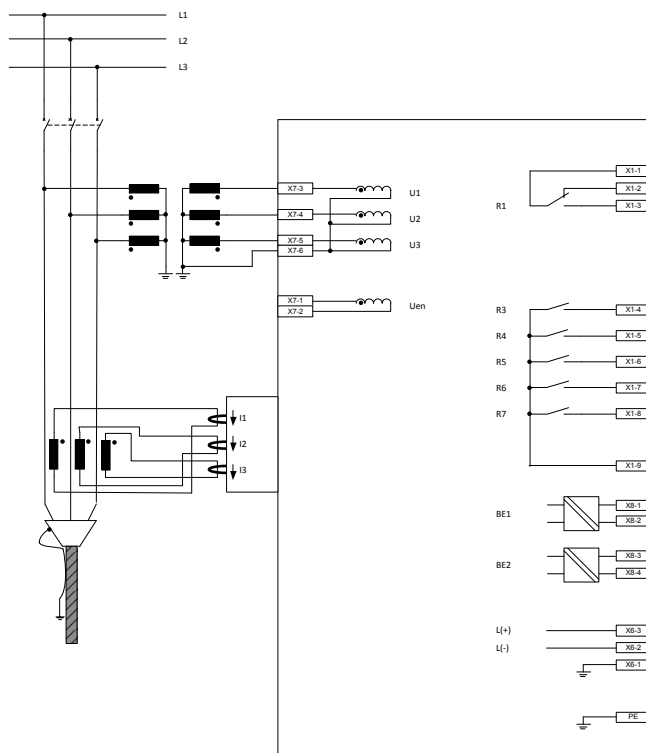 L1
L2
L3
X1-1
X7-3
U1
X1-2
R1
X1-3
X7-4
U2
X7-5
U3
X7-6
X7-1
Uen
X7-2
R3
X1-4
R4
X1-5
R5
X1-6
R6
X1-7
R7
X1-8
I1
I2
I3
X1-9
X8-1
BE1
X8-2
X8-3
BE2
X8-4
L(+)
X6-3
L(-)
X6-2
X6-1
PE